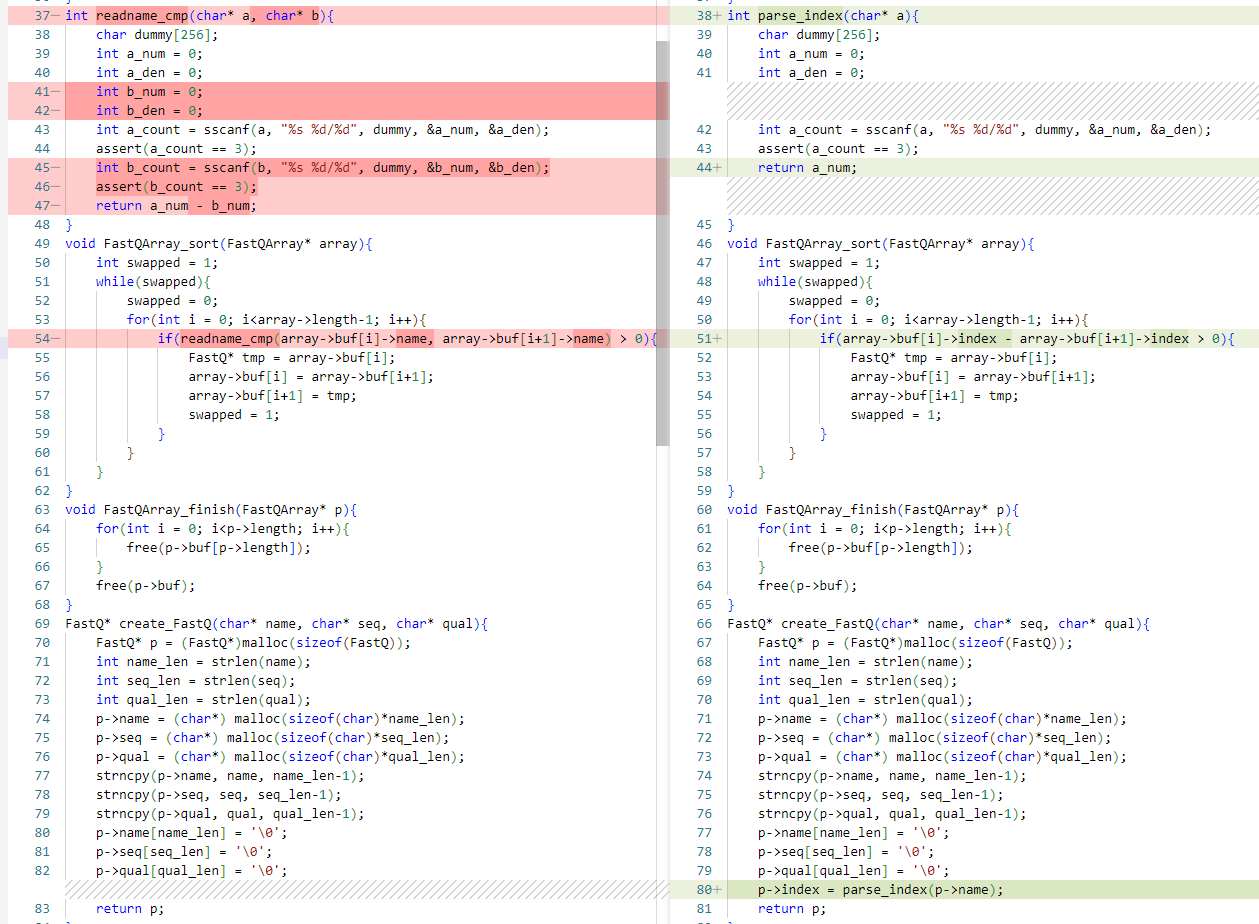 37− int readname_cmp(char* a, char* b){
38 char dummy[256];
39 int a_num = 0;
40 int a_den = 0;
41− int b_num = 0;
42− int b_den = 0;
43 int a_count = sscanf(a, "%s %d/%d", dummy, &a_num, &a_den);
44 assert(a_count == 3);
45− int b_count = sscanf(b, "%s %d/%d", dummy, &b_num, &b_den);
46− assert(b_count == 3);
47− return a_num - b_num;
48 }
49 void FastQArray_sort(FastQArray* array){
50 int swapped = 1;
51 while(swapped){
52 swapped = 0;
53 for(int i = 0; i<array->length-1; i++){
54− if(readname_cmp(array->buf[i]->name, array->buf[i+1]->name) > 0){
55 FastQ* tmp = array->buf[i];
56 array->buf[i] = array->buf[i+1];
57 array->buf[i+1] = tmp;
58 swapped = 1;
59 }
60 }
61 }
62 }
63 void FastQArray_finish(FastQArray* p){
64 for(int i = 0; i<p->length; i++){
65 free(p->buf[p->length]);
66 }
67 free(p->buf);
68 }
69 FastQ* create_FastQ(char* name, char* seq, char* qual){
70 FastQ* p = (FastQ*)malloc(sizeof(FastQ));
71 int name_len = strlen(name);
72 int seq_len = strlen(seq);
73 int qual_len = strlen(qual);
74 p->name = (char*) malloc(sizeof(char)*name_len);
75 p->seq = (char*) malloc(sizeof(char)*seq_len);
76 p->qual = (char*) malloc(sizeof(char)*qual_len);
77 strncpy(p->name, name, name_len-1);
78 strncpy(p->seq, seq, seq_len-1);
79 strncpy(p->qual, qual, qual_len-1);
80 p->name[name_len] = '\0';
81 p->seq[seq_len] = '\0';
82 p->qual[qual_len] = '\0';
83 return p;
38+ int parse_index(char* a){
39 char dummy[256];
40 int a_num = 0;
41 int a_den = 0;
42 int a_count = sscanf(a, "%s %d/%d", dummy, &a_num, &a_den);
43 assert(a_count == 3);
44+ return a_num;
45 }
46 void FastQArray_sort(FastQArray* array){
47 int swapped = 1;
48 while(swapped){
49 swapped = 0;
50 for(int i = 0; i<array->length-1; i++){
51+ if(array->buf[i]->index - array->buf[i+1]->index > 0){
52 FastQ* tmp = array->buf[i];
53 array->buf[i] = array->buf[i+1];
54 array->buf[i+1] = tmp;
55 swapped = 1;
56 }
57 }
58 }
59 }
60 void FastQArray_finish(FastQArray* p){
61 for(int i = 0; i<p->length; i++){
62 free(p->buf[p->length]);
63 }
64 free(p->buf);
65 }
66 FastQ* create_FastQ(char* name, char* seq, char* qual){
67 FastQ* p = (FastQ*)malloc(sizeof(FastQ));
68 int name_len = strlen(name);
69 int seq_len = strlen(seq);
70 int qual_len = strlen(qual);
71 p->name = (char*) malloc(sizeof(char)*name_len);
72 p->seq = (char*) malloc(sizeof(char)*seq_len);
73 p->qual = (char*) malloc(sizeof(char)*qual_len);
74 strncpy(p->name, name, name_len-1);
75 strncpy(p->seq, seq, seq_len-1);
76 strncpy(p->qual, qual, qual_len-1);
77 p->name[name_len] = '\0';
78 p->seq[seq_len] = '\0';
79 p->qual[qual_len] = '\0';
80+ p->index = parse_index(p->name);
81 return p;